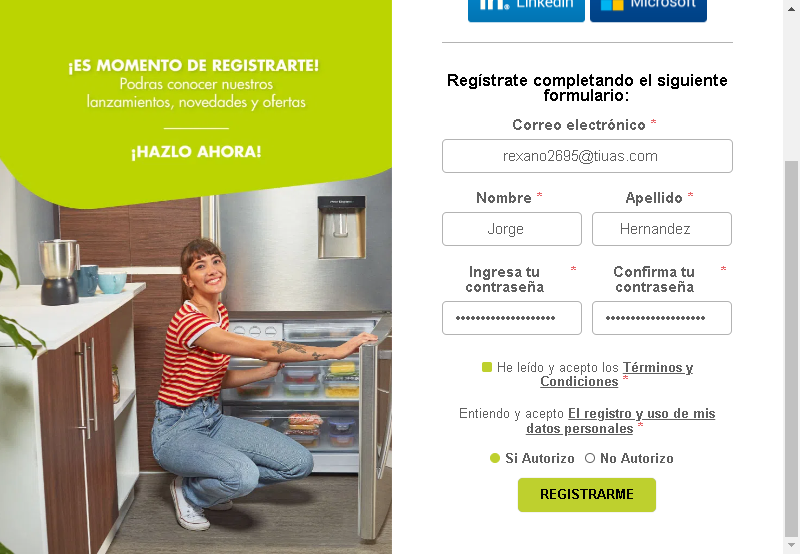 ¡ES MOMENTO DE REGISTRARTE!
Podras conocer nuestros
lanzamientos, novedades y ofertas
¡HAZLO AHORA!
Linkedin
Microsoft
Regístrate completando el siguiente
formulario:
Correo electrónico *
rexano2695@tiuas.com
Nombre *
Apellido *
Jorge
Hernandez
Ingresa tu *
contraseña
Confirma tu *
contraseña
•••••••••••••••••••••
•••••••••••••••••••••
He leído y acepto los Términos y
Condiciones *
Entiendo y acepto El registro y uso de mis
datos personales *
Si Autorizo
No Autorizo
REGISTRARME